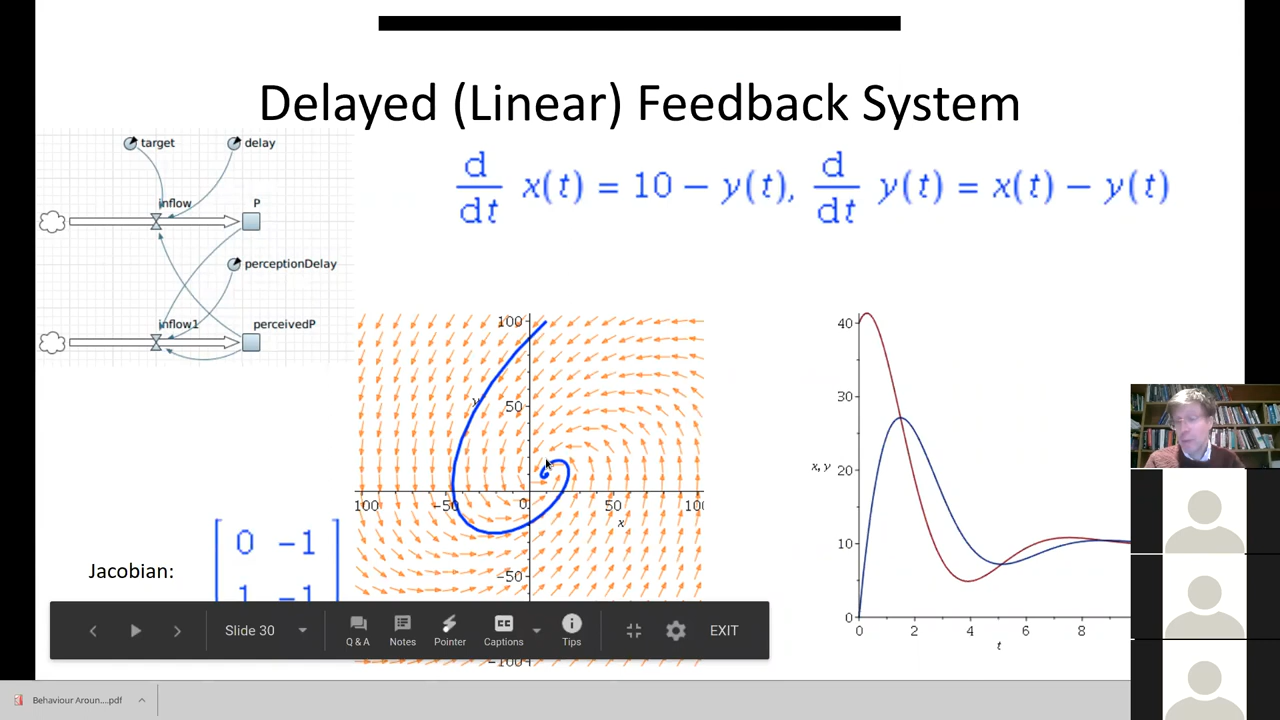 Delayed (Linear) Feedback System
target
delay
inflow
P
perceptionDelay
inflow1
perceivedP
d/dt x(t) = 10 − y(t), d/dt y(t) = x(t) − y(t)
100
y
50
100
−50
0
50
100
x
−50
−100
40
30
x, y 20
10
0
0 2 4 6 8
t
Jacobian:
0 −1
1 −1
Slide 30
Q & A
Notes
Pointer
Captions
Tips
EXIT
Behaviour Aroun....pdf